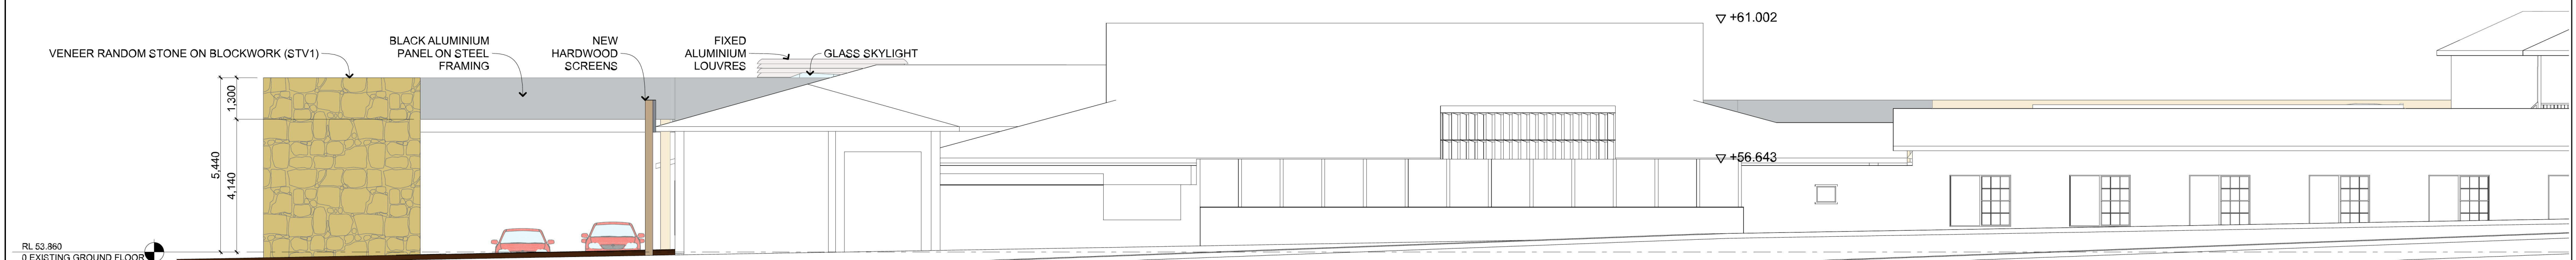 VENEER RANDOM STONE ON BLOCKWORK (STV1)
BLACK ALUMINIUM
PANEL ON STEEL
FRAMING
NEW
HARDWOOD
SCREENS
FIXED
ALUMINIUM
LOUVRES
GLASS SKYLIGHT
+61.002
1,300
5,440
4,140
+56.643
RL 53.860
0 EXISTING GROUND FLOOR